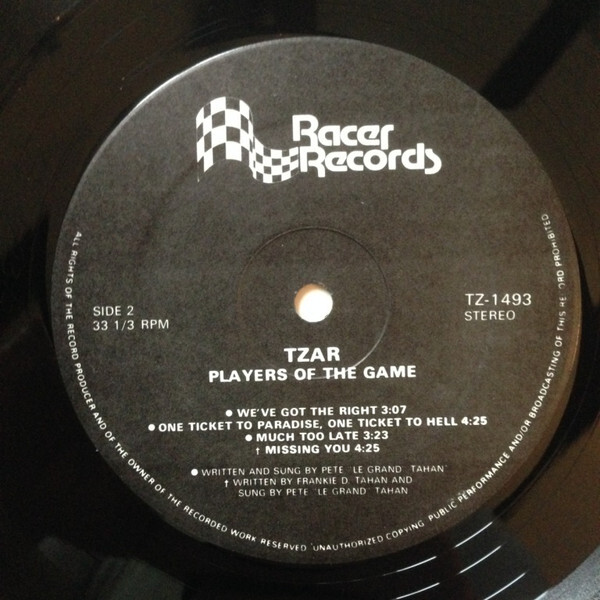 Racer
Records
SIDE 2
33 1/3 RPM
TZ-1493
STEREO
TZAR
PLAYERS OF THE GAME
● WE'VE GOT THE RIGHT 3:07
● ONE TICKET TO PARADISE, ONE TICKET TO HELL 4:25
● MUCH TOO LATE 3:23
† MISSING YOU 4:25
● WRITTEN AND SUNG BY PETE 'LE GRAND' TAHAN
† WRITTEN BY FRANKIE D. TAHAN AND
SUNG BY PETE 'LE GRAND' TAHAN
ALL RIGHTS OF THE RECORD PRODUCER AND OF THE OWNER OF THE RECORDED WORK RESERVED UNAUTHORIZED COPYING PUBLIC PERFORMANCE AND/OR BROADCASTING OF THIS RECORD PROHIBITED